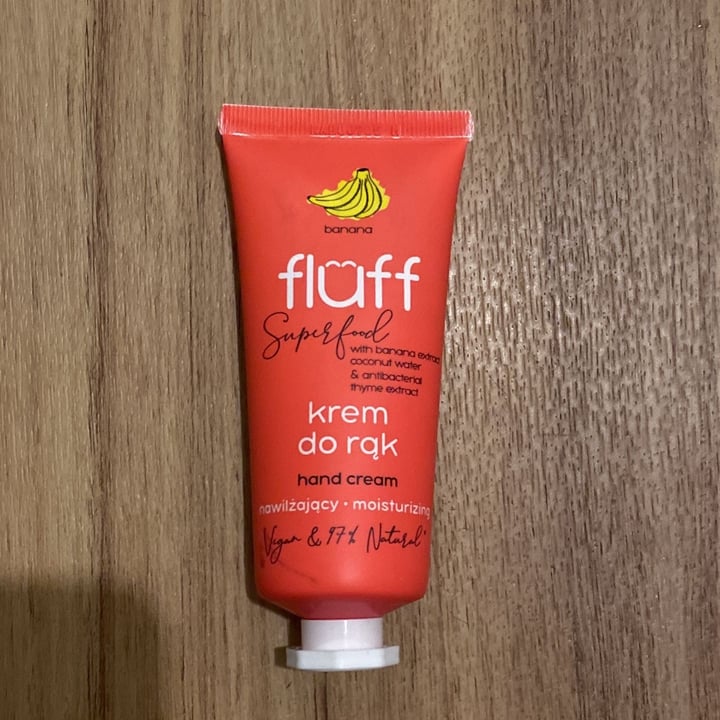 banana
fluff
Superfood
with banana extract
coconut water
& antibacterial
thyme extract
krem
do rąk
hand cream
nawilżający • moisturizing
Vegan & 97% Natural*